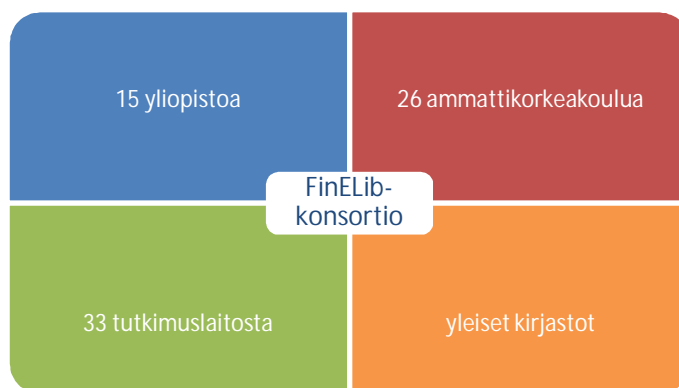 15 yliopistoa
26 ammattikorkeakoulua
FinELib-
konsortio
33 tutkimuslaitosta
yleiset kirjastot